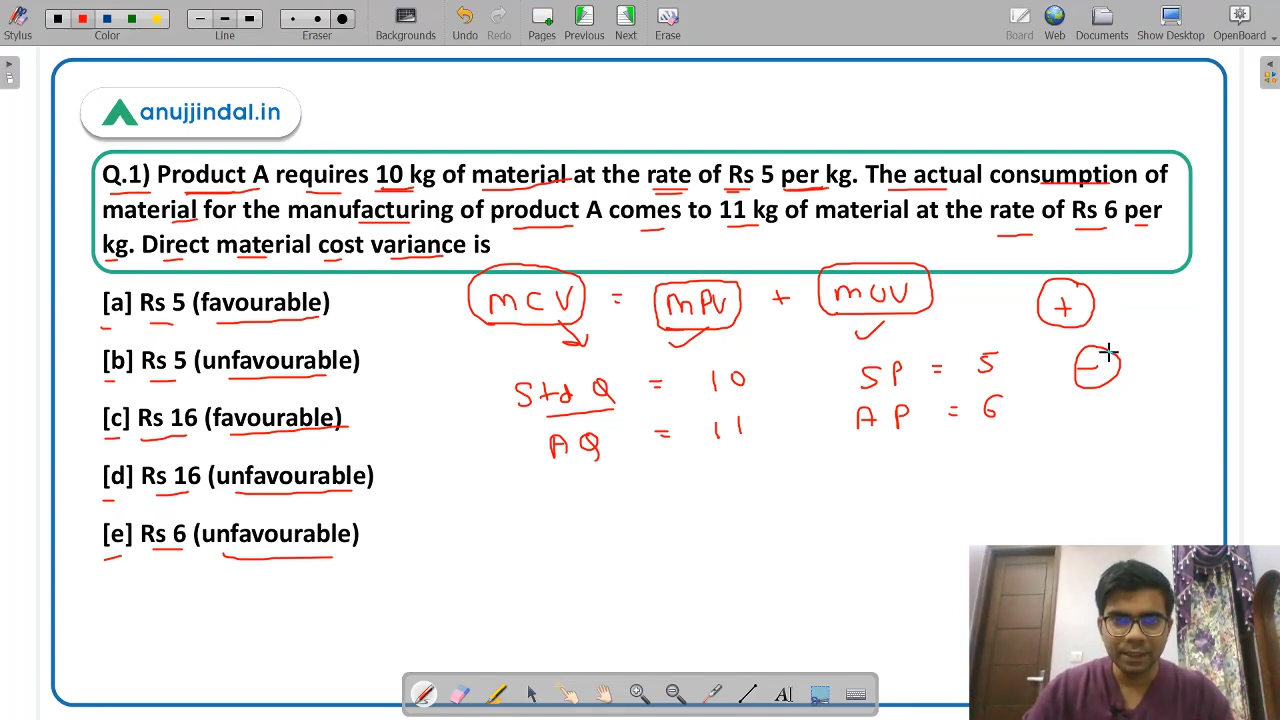 Stylus
Color
Line
Eraser
Backgrounds
Undo
Redo
Pages
Previous
Next
Erase
Board
Web
Documents
Show Desktop
OpenBoard
anujjindal.in
Q.1) Product A requires 10 kg of material at the rate of Rs 5 per kg. The actual consumption of
material for the manufacturing of product A comes to 11 kg of material at the rate of Rs 6 per
kg. Direct material cost variance is
[a] Rs 5 (favourable)
[b] Rs 5 (unfavourable)
[c] Rs 16 (favourable)
[d] Rs 16 (unfavourable)
[e] Rs 6 (unfavourable)
MCV = MPV + MUV
+
-
Std Q = 10
AQ = 11
SP = 5
AP = 6
AI